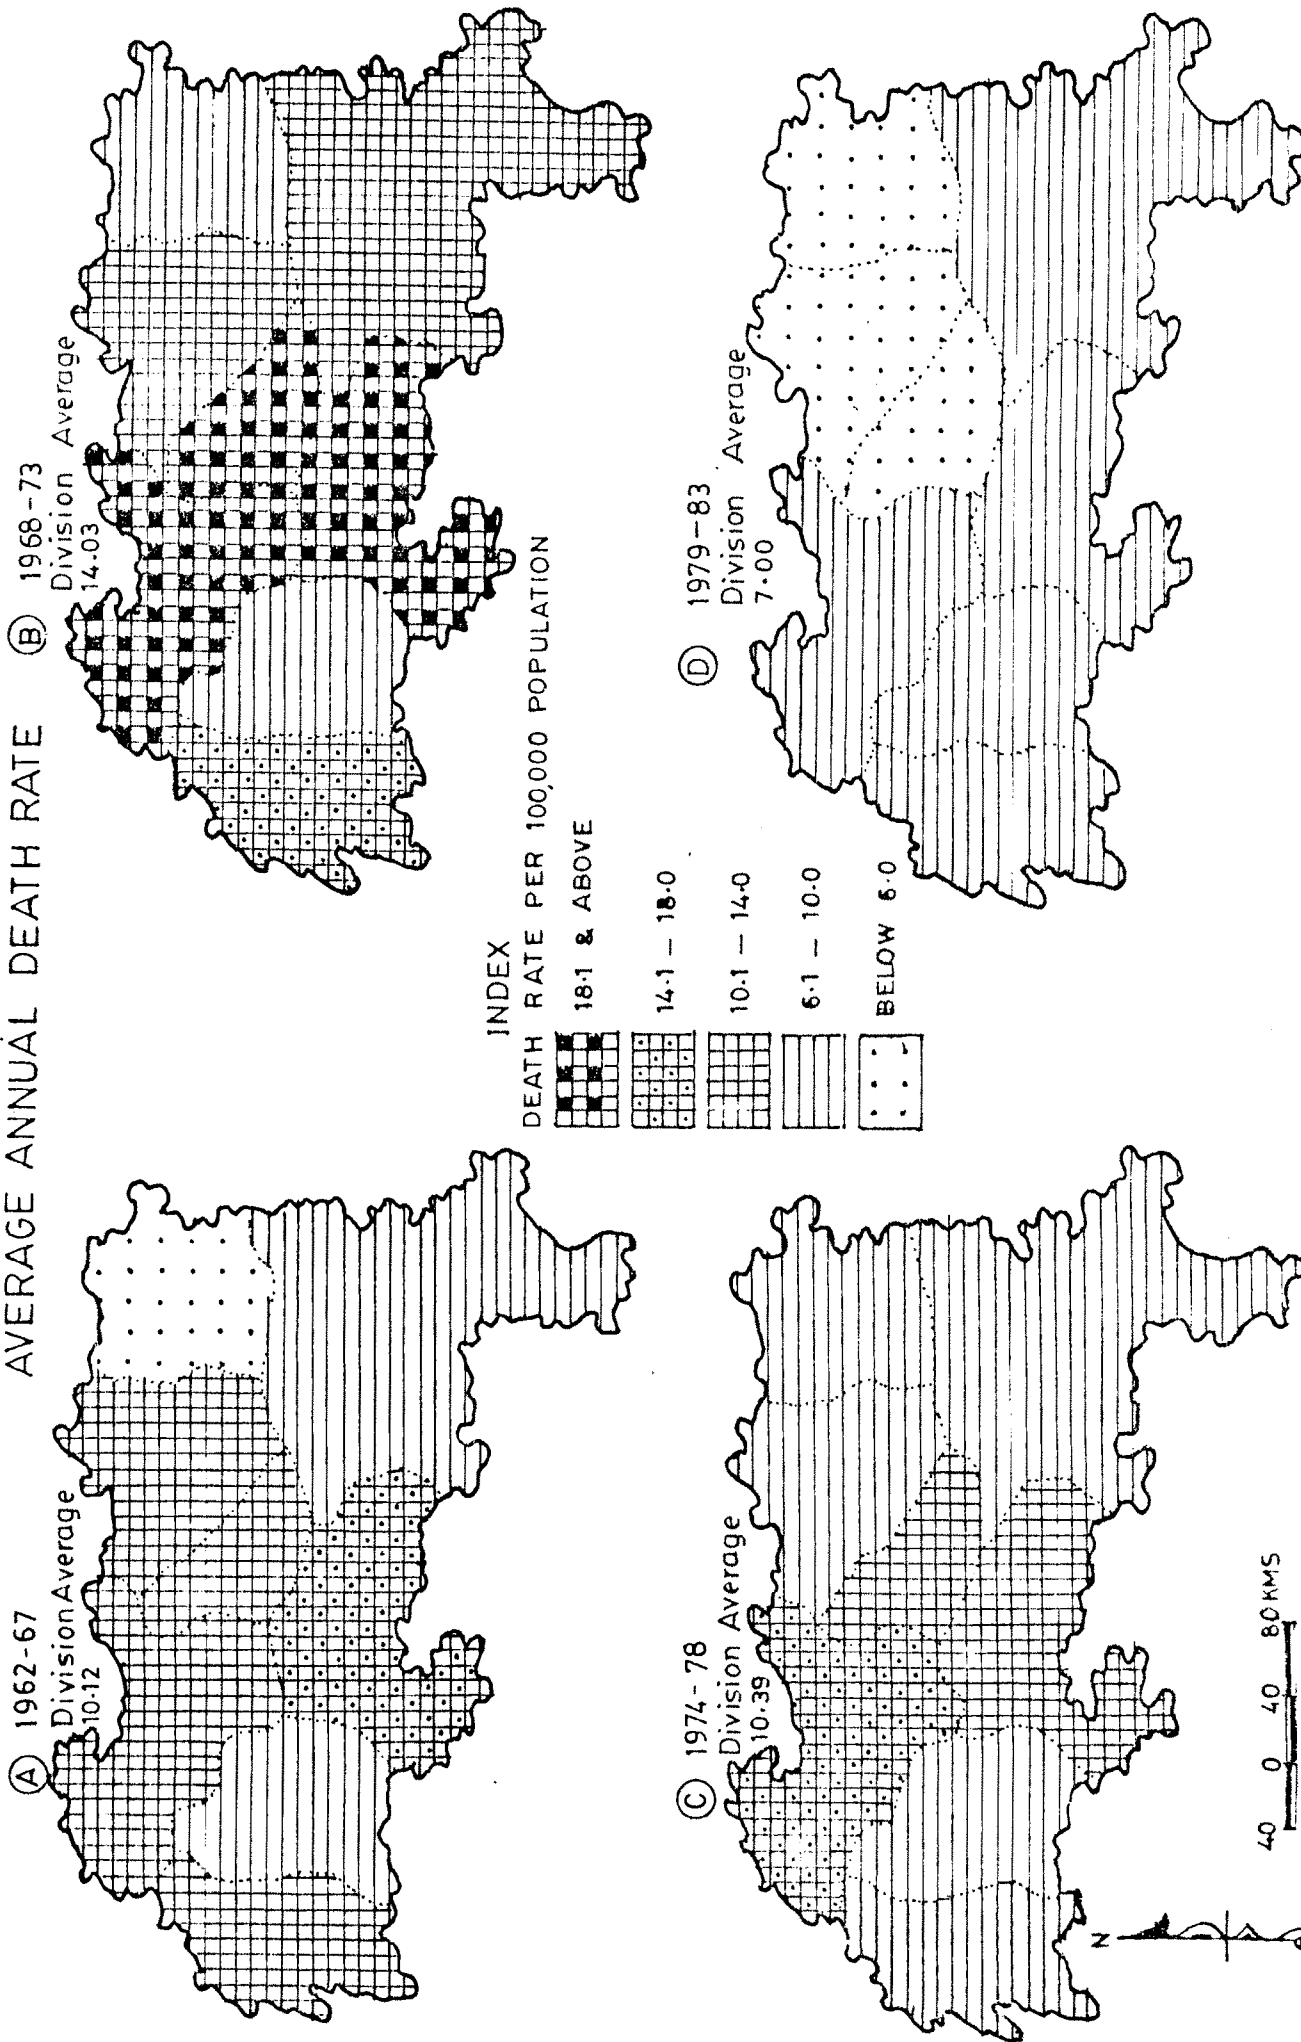 AVERAGE ANNUAL DEATH RATE
(A) 1962-67
Division Average
10.12
(B) 1968-73
Division Average
14.03
INDEX
DEATH RATE PER 100,000 POPULATION
18.1 & ABOVE
14.1 – 18.0
10.1 – 14.0
6.1 – 10.0
BELOW 6.0
(C) 1974-78
Division Average
10.39
(D) 1979-83
Division Average
7.00
N
40 0 40 80 KMS